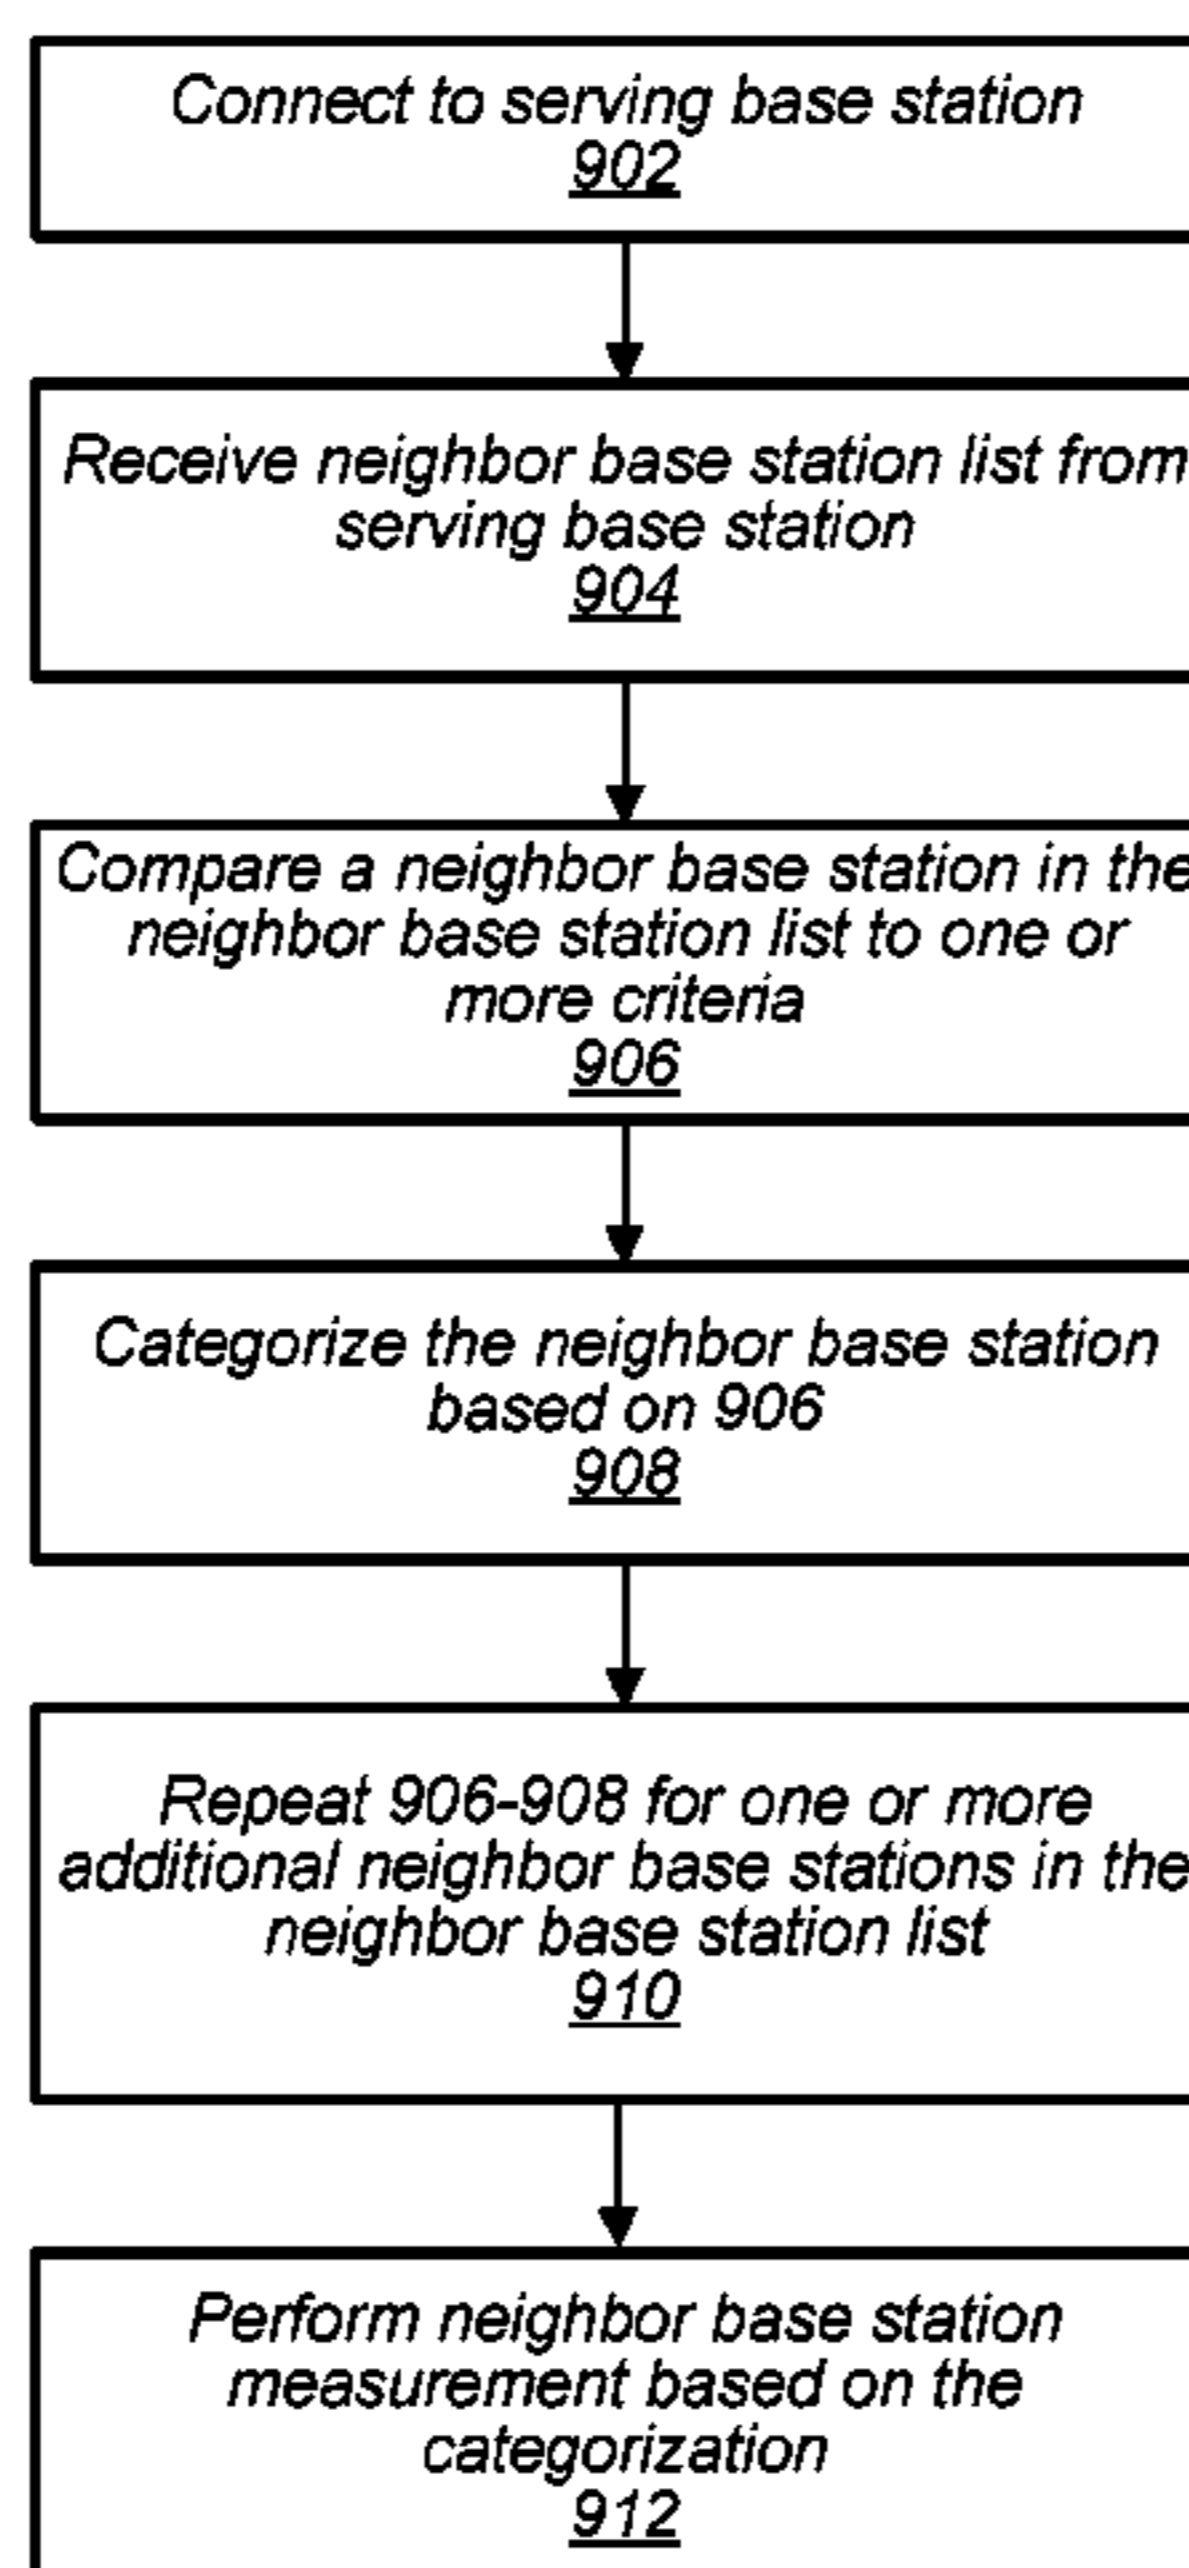 Connect to serving base station
902
Receive neighbor base station list from
serving base station
904
Compare a neighbor base station in the
neighbor base station list to one or
more criteria
906
Categorize the neighbor base station
based on 906
908
Repeat 906-908 for one or more
additional neighbor base stations in the
neighbor base station list
910
Perform neighbor base station
measurement based on the
categorization
912